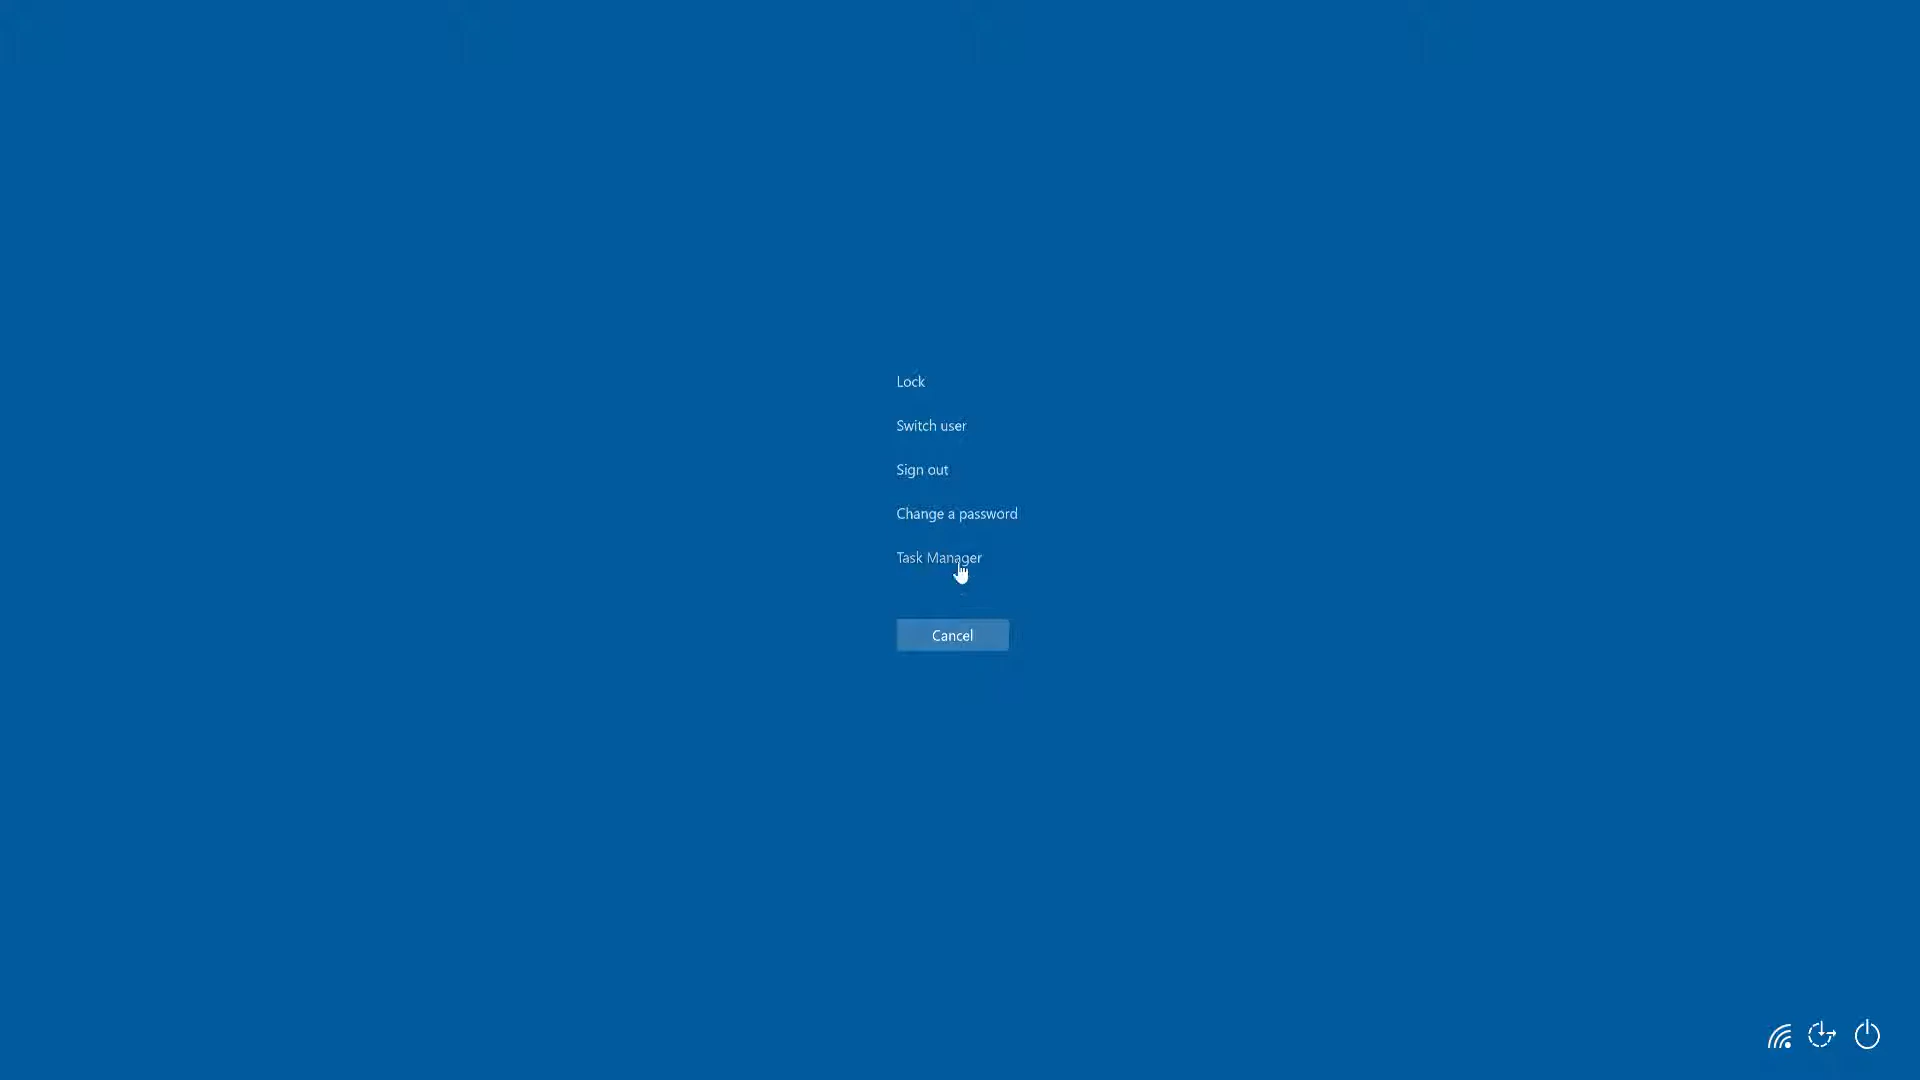 Lock
Switch user
Sign out
Change a password
Task Manager
Cancel